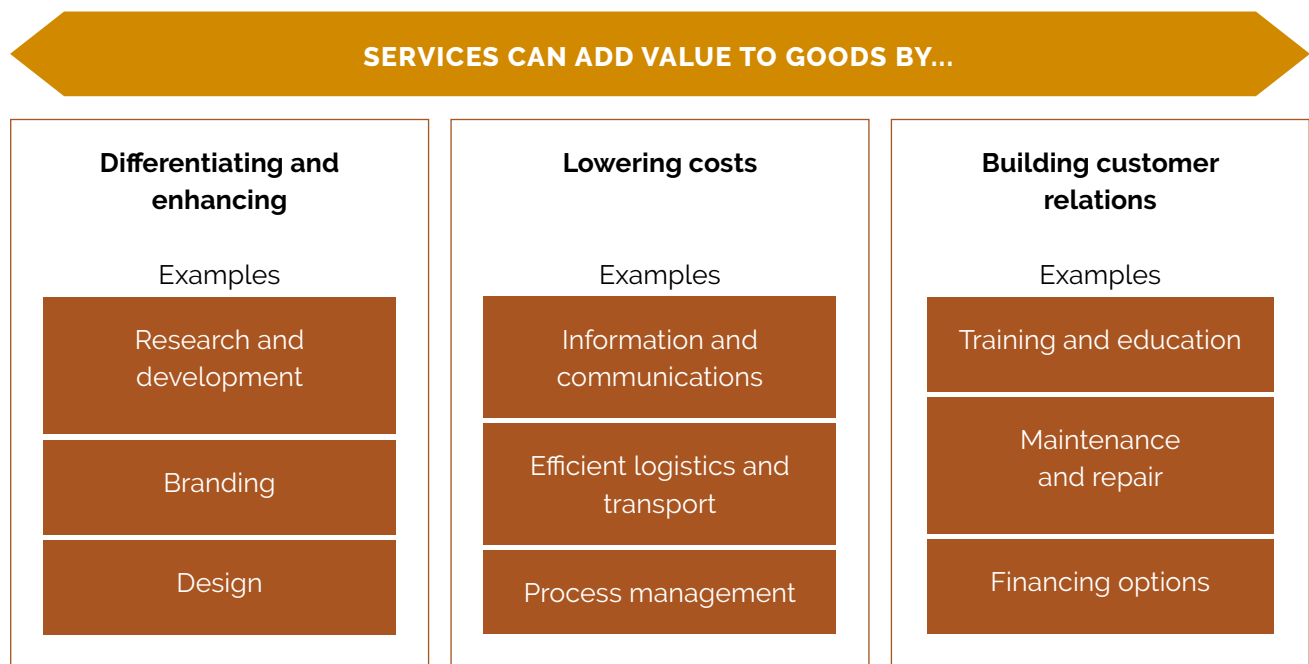 SERVICES CAN ADD VALUE TO GOODS BY...
Differentiating and
enhancing
Examples
Research and
development
Branding
Design
Lowering costs
Examples
Information and
communications
Efficient logistics and
transport
Process management
Building customer
relations
Examples
Training and education
Maintenance
and repair
Financing options